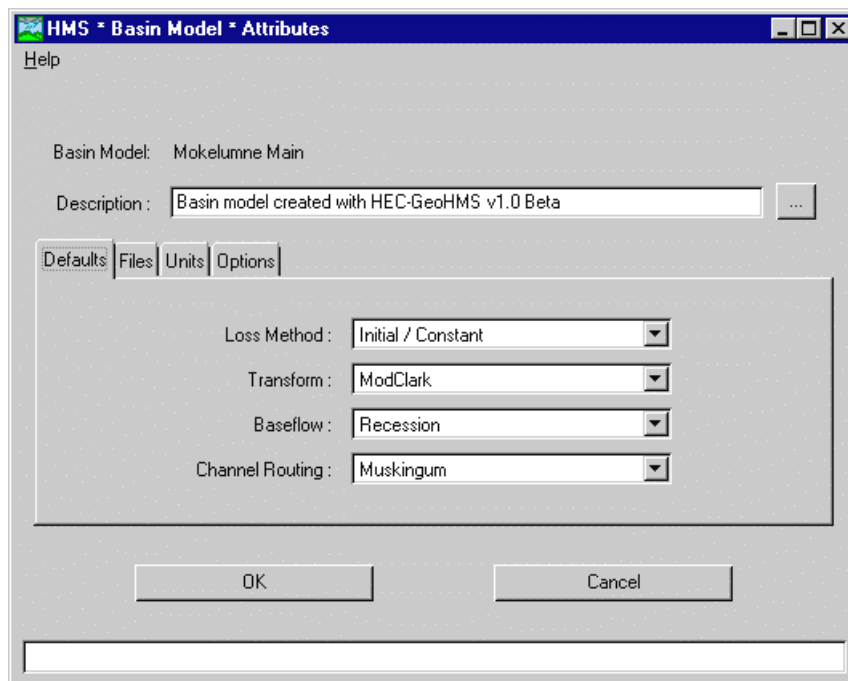 HMS * Basin Model * Attributes
Help
Basin Model: Mokelumne Main
Description : Basin model created with HEC-GeoHMS v1.0 Beta ...
Defaults Files Units Options
Loss Method : Initial / Constant
Transform : ModClark
Baseflow : Recession
Channel Routing : Muskingum
OK Cancel